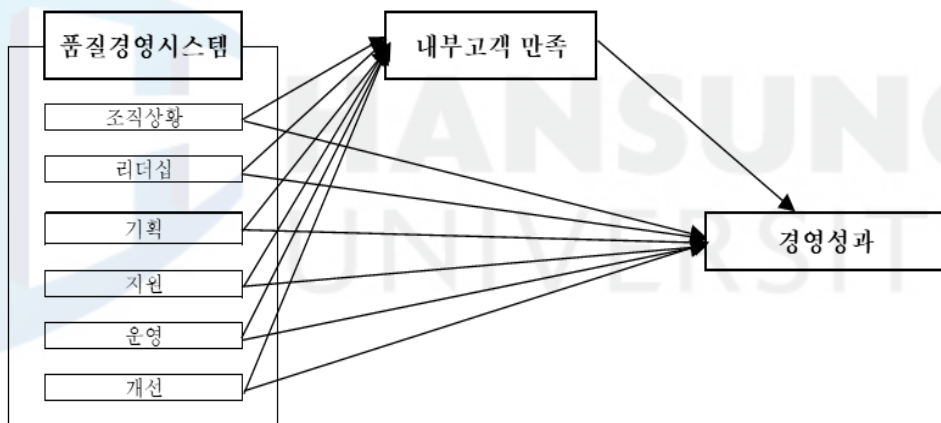 품질경영시스템
내부고객 만족
조직상황
리더십
기획
지원
운영
개선
경영성과
HANSUNG
UNIVERSIT